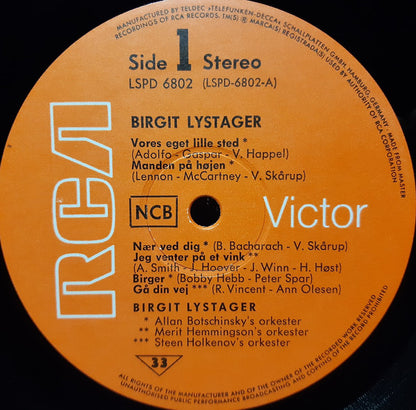 MANUFACTURED BY TELDEC »TELEFUNKEN-DECCA« SCHALLPLATTEN GMBH, HAMBURG, GERMANY, MADE FROM MASTER
RECORDINGS OF RCA RECORDS, TM(S) ® MARCA(S) REGISTRADA(S) USED BY AUTHORITY OF RCA CORPORATION
Side 1 Stereo
LSPD 6802 (LSPD-6802-A)
BIRGIT LYSTAGER
Vores eget lille sted *
(Adolfo - Gaspar - V. Happel)
Manden på højen *
(Lennon - McCartney - V. Skårup)
RCA
NCB
Victor
Nær ved dig * (B. Bacharach - V. Skårup)
Jeg venter på et vink **
(A. Smith - J. Hoover - J. Winn - H. Høst)
Birger * (Bobby Hebb - Peter Spar)
Gå din vej *** (R. Vincent - Ann Olesen)
BIRGIT LYSTAGER
* Allan Botschinsky's orkester
** Merit Hemmingson's orkester
*** Steen Holkenov's orkester
33
ALL RIGHTS OF THE MANUFACTURER AND OF THE OWNER OF THE RECORDED WORK RESERVED
UNAUTHORISED PUBLIC PERFORMANCE BROADCASTING AND COPYING OF THIS RECORD PROHIBITED